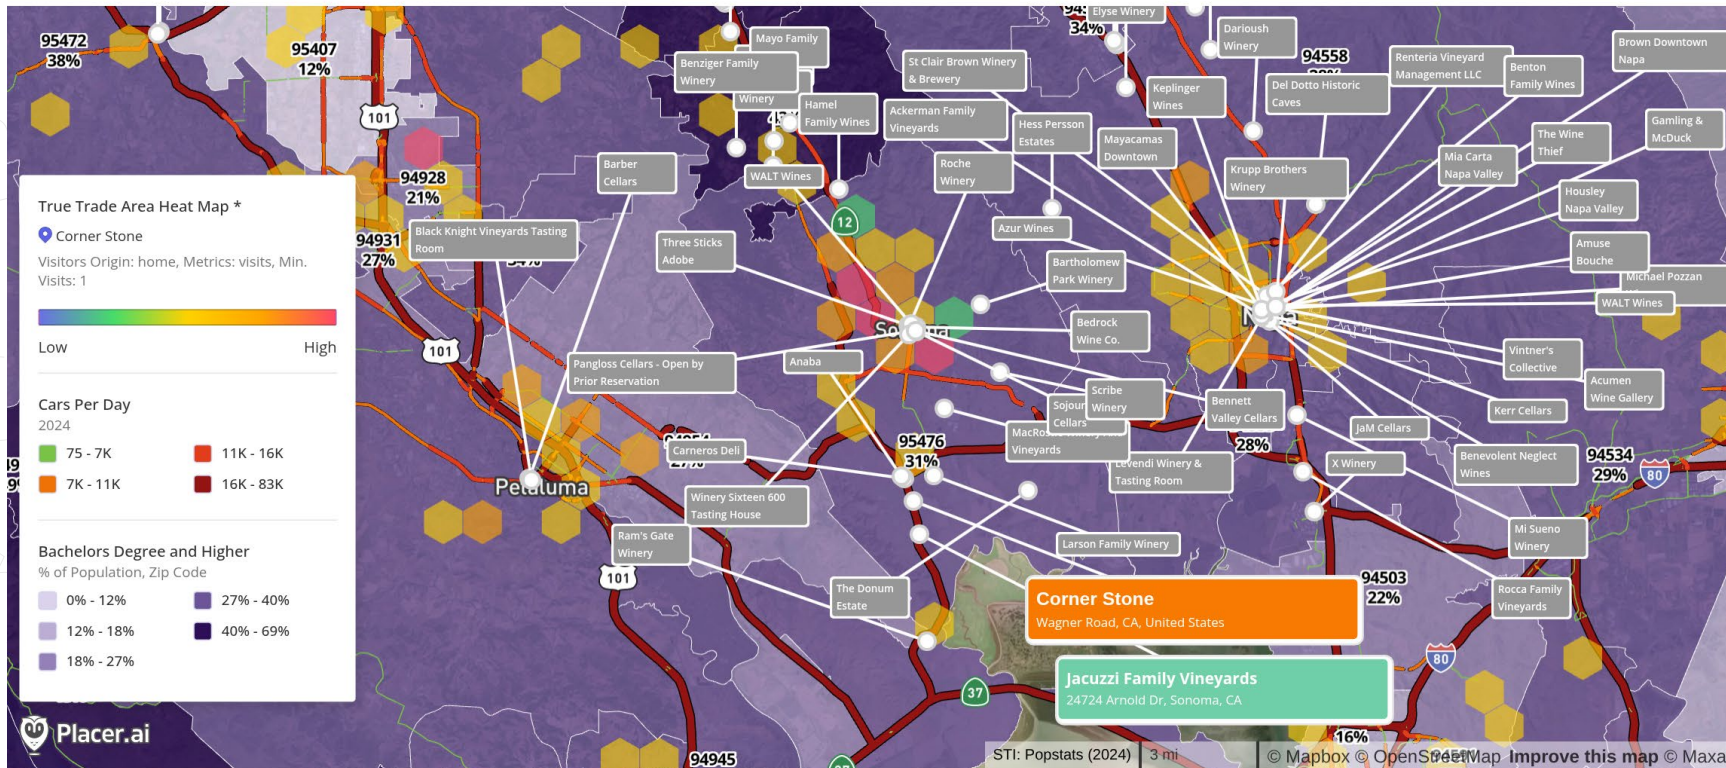 True Trade Area Heat Map *
Corner Stone
Visitors Origin: home, Metrics: visits, Min.
Visits: 1
Low
High
Cars Per Day
2024
75 - 7K
11K - 16K
7K - 11K
16K - 83K
Bachelors Degree and Higher
% of Population, Zip Code
0% - 12%
27% - 40%
12% - 18%
40% - 69%
18% - 27%
Placer.ai
95472
38%
95407
12%
101
94928
21%
94931
27%
Black Knight Vineyards Tasting
Room
Barber
Cellars
101
Petaluma
101
Mayo Family
Benziger Family
Winery
Winery
Hamel
Family Wines
WALT Wines
12
Three Sticks
Adobe
Pangloss Cellars - Open by
Prior Reservation
Anaba
Carneros Deli
27%
Winery Sixteen 600
Tasting House
Ram's Gate
Winery
The Donum
Estate
95476
31%
St Clair Brown Winery
& Brewery
Ackerman Family
Vineyards
Roche
Winery
Hess Persson
Estates
Azur Wines
Bartholomew
Park Winery
Bedrock
Wine Co.
Scribe
Winery
Cellars
Vineyards
Bennett
Valley Cellars
28%
Levendi Winery &
Tasting Room
Larson Family Winery
Elyse Winery
34%
Darioush
Winery
94558
Keplinger
Wines
Del Dotto Historic
Caves
Mayacamas
Downtown
Krupp Brothers
Winery
Renteria Vineyard
Management LLC
Benton
Family Wines
Brown Downtown
Napa
Gamling &
McDuck
The Wine
Thief
Mia Carta
Napa Valley
Housley
Napa Valley
Amuse
Bouche
Michael Pozzan
WALT Wines
Vintner's
Collective
Acumen
Wine Gallery
Kerr Cellars
JaM Cellars
X Winery
Benevolent Neglect
Wines
94534
29%
80
Mi Sueno
Winery
Rocca Family
Vineyards
94503
22%
Corner Stone
Wagner Road, CA, United States
80
Jacuzzi Family Vineyards
24724 Arnold Dr, Sonoma, CA
37
16%
94945
STI: Popstats (2024)
3 mi
© Mapbox © OpenStreetMap Improve this map © Maxa